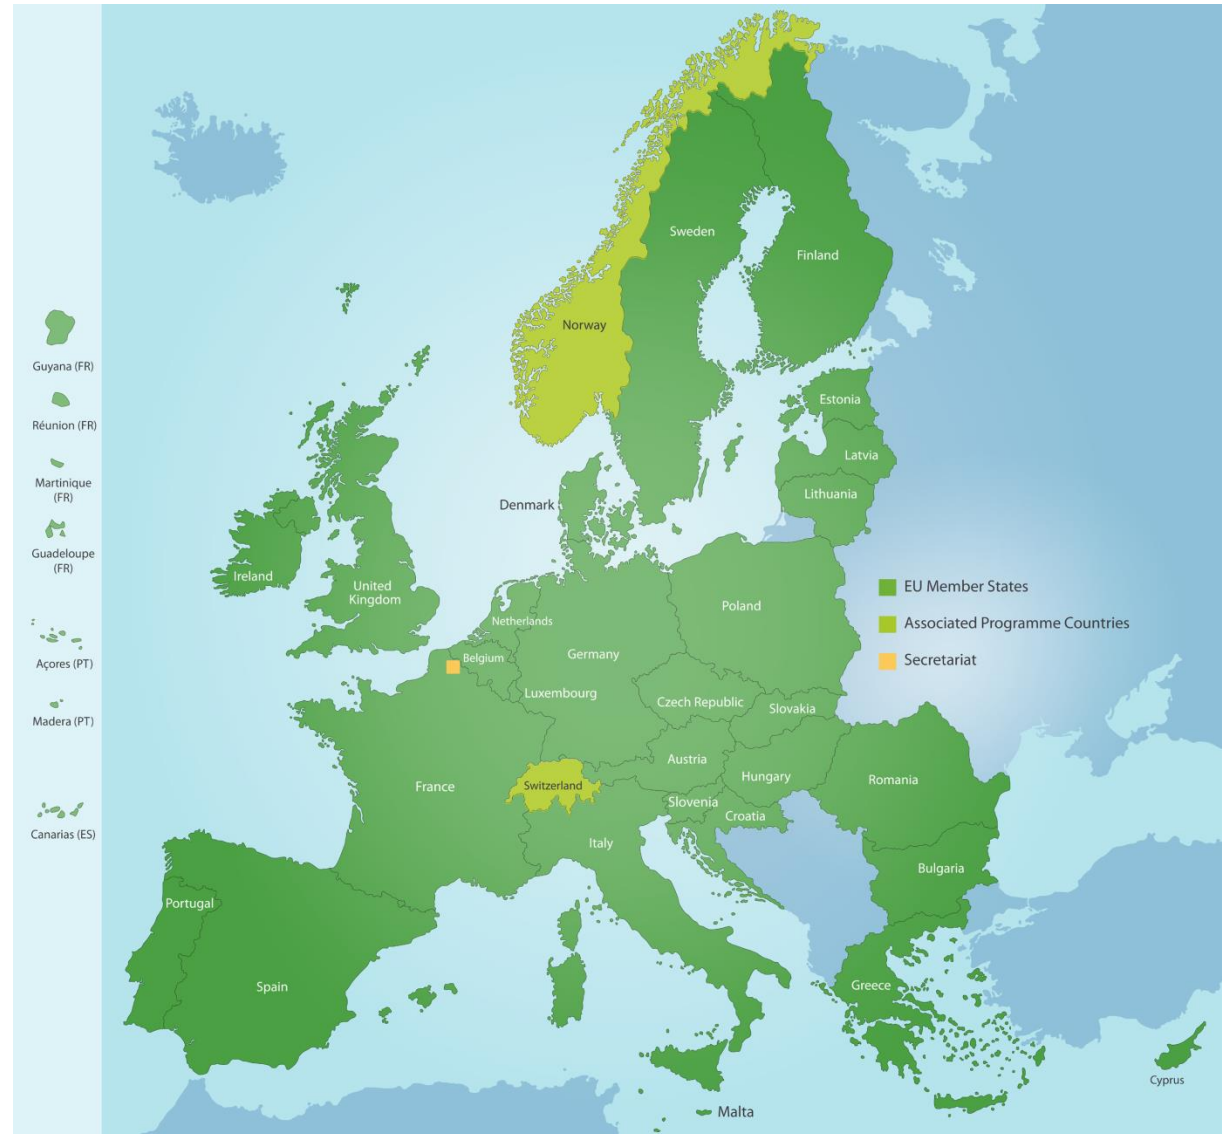 Guyana (FR)
Réunion (FR)
Martinique
(FR)
Guadeloupe
(FR)
Açores (PT)
Madera (PT)
Canarias (ES)
Sweden
Finland
Norway
Estonia
Latvia
Lithuania
Denmark
Ireland
United
Kingdom
Netherlands
Belgium
Luxembourg
Germany
Poland
Czech Republic
Slovakia
Austria
Hungary
Romania
France
Switzerland
Slovenia
Croatia
Italy
Bulgaria
Portugal
Spain
Greece
Malta
Cyprus
EU Member States
Associated Programme Countries
Secretariat